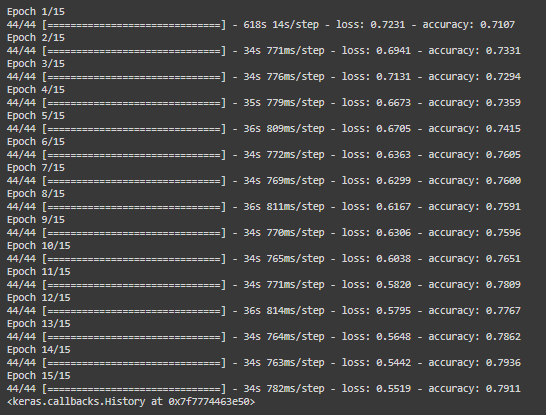 Epoch 1/15
44/44 [==============================] - 618s 14s/step - loss: 0.7231 - accuracy: 0.7107
Epoch 2/15
44/44 [==============================] - 34s 771ms/step - loss: 0.6941 - accuracy: 0.7331
Epoch 3/15
44/44 [==============================] - 34s 776ms/step - loss: 0.7131 - accuracy: 0.7294
Epoch 4/15
44/44 [==============================] - 35s 779ms/step - loss: 0.6673 - accuracy: 0.7359
Epoch 5/15
44/44 [==============================] - 36s 809ms/step - loss: 0.6705 - accuracy: 0.7415
Epoch 6/15
44/44 [==============================] - 34s 772ms/step - loss: 0.6363 - accuracy: 0.7605
Epoch 7/15
44/44 [==============================] - 34s 769ms/step - loss: 0.6299 - accuracy: 0.7600
Epoch 8/15
44/44 [==============================] - 36s 811ms/step - loss: 0.6167 - accuracy: 0.7591
Epoch 9/15
44/44 [==============================] - 34s 770ms/step - loss: 0.6306 - accuracy: 0.7596
Epoch 10/15
44/44 [==============================] - 34s 765ms/step - loss: 0.6038 - accuracy: 0.7651
Epoch 11/15
44/44 [==============================] - 34s 771ms/step - loss: 0.5820 - accuracy: 0.7809
Epoch 12/15
44/44 [==============================] - 36s 814ms/step - loss: 0.5795 - accuracy: 0.7767
Epoch 13/15
44/44 [==============================] - 34s 764ms/step - loss: 0.5648 - accuracy: 0.7862
Epoch 14/15
44/44 [==============================] - 34s 763ms/step - loss: 0.5442 - accuracy: 0.7936
Epoch 15/15
44/44 [==============================] - 34s 782ms/step - loss: 0.5519 - accuracy: 0.7911
<keras.callbacks.History at 0x7f7774463e50>